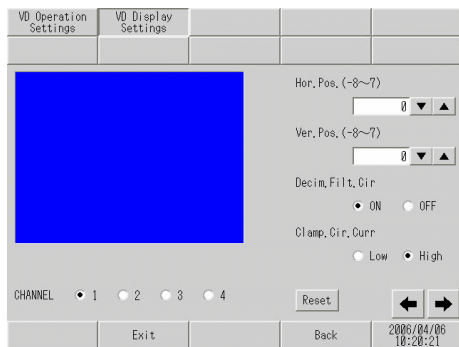 VD Operation
Settings
VD Display
Settings
Hor.Pos.(-8～7)
0
Ver.Pos.(-8～7)
0
Decim.Filt.Cir
ON OFF
Clamp.Cir.Curr
Low High
CHANNEL 1 2 3 4
Reset
Exit
Back
2006/04/06
10:20:21